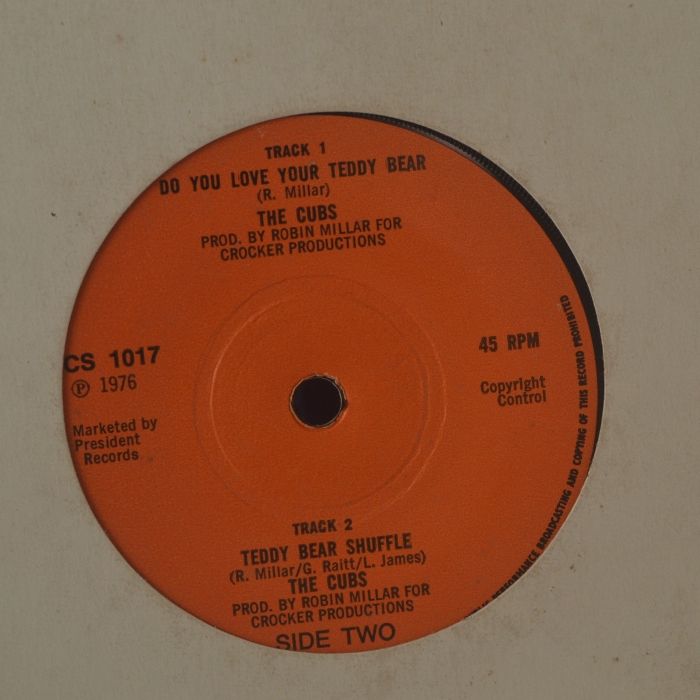 TRACK 1
DO YOU LOVE YOUR TEDDY BEAR
(R. Millar)
THE CUBS
PROD. BY ROBIN MILLAR FOR
CROCKER PRODUCTIONS
CS 1017
℗ 1976
Marketed by
President
Records
45 RPM
Copyright
Control
PERFORMANCE BROADCASTING AND COPYING OF THIS RECORD PROHIBITED
TRACK 2
TEDDY BEAR SHUFFLE
(R. Millar/G. Raitt/L. James)
THE CUBS
PROD. BY ROBIN MILLAR FOR
CROCKER PRODUCTIONS
SIDE TWO